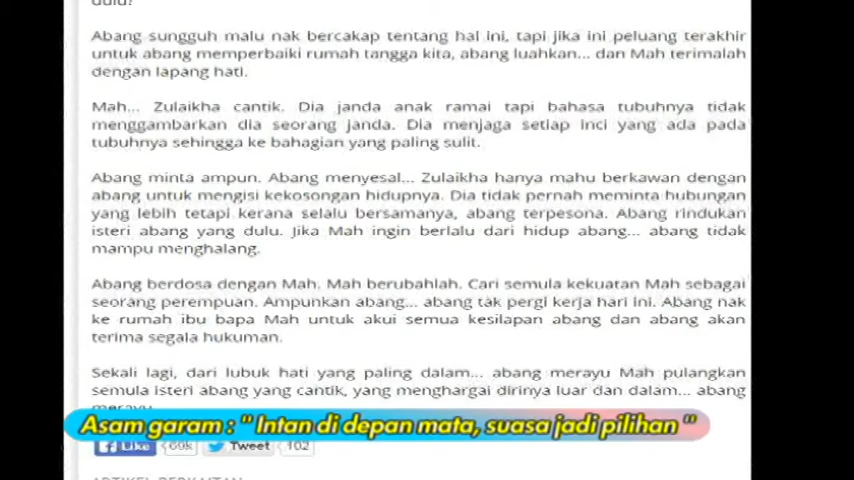 dulu?
Abang sungguh malu nak bercakap tentang hal ini, tapi jika ini peluang terakhir
untuk abang memperbaiki rumah tangga kita, abang luahkan... dan Mah terimalah
dengan lapang hati.
Mah... Zulaikha cantik. Dia janda anak ramai tapi bahasa tubuhnya tidak
menggambarkan dia seorang janda. Dia menjaga setiap inci yang ada pada
tubuhnya sehingga ke bahagian yang paling sulit.
Abang minta ampun. Abang menyesal... Zulaikha hanya mahu berkawan dengan
abang untuk mengisi kekosongan hidupnya. Dia tidak pernah meminta hubungan
yang lebih tetapi kerana selalu bersamanya, abang terpesona. Abang rindukan
isteri abang yang dulu. Jika Mah ingin berlalu dari hidup abang... abang tidak
mampu menghalang.
Abang berdosa dengan Mah. Mah berubahlah. Cari semula kekuatan Mah sebagai
seorang perempuan. Ampunkan abang... abang tak pergi kerja hari ini. Abang nak
ke rumah ibu bapa Mah untuk akui semua kesilapan abang dan abang akan
terima segala hukuman.
Sekali lagi, dari lubuk hati yang paling dalam... abang merayu Mah pulangkan
semula isteri abang yang cantik, yang menghargai dirinya luar dan dalam... abang
merayu
Asam garam : " Intan di depan mata, suasa jadi pilihan "
Like 60k Tweet 102
ARTIKEL BERKAITAN